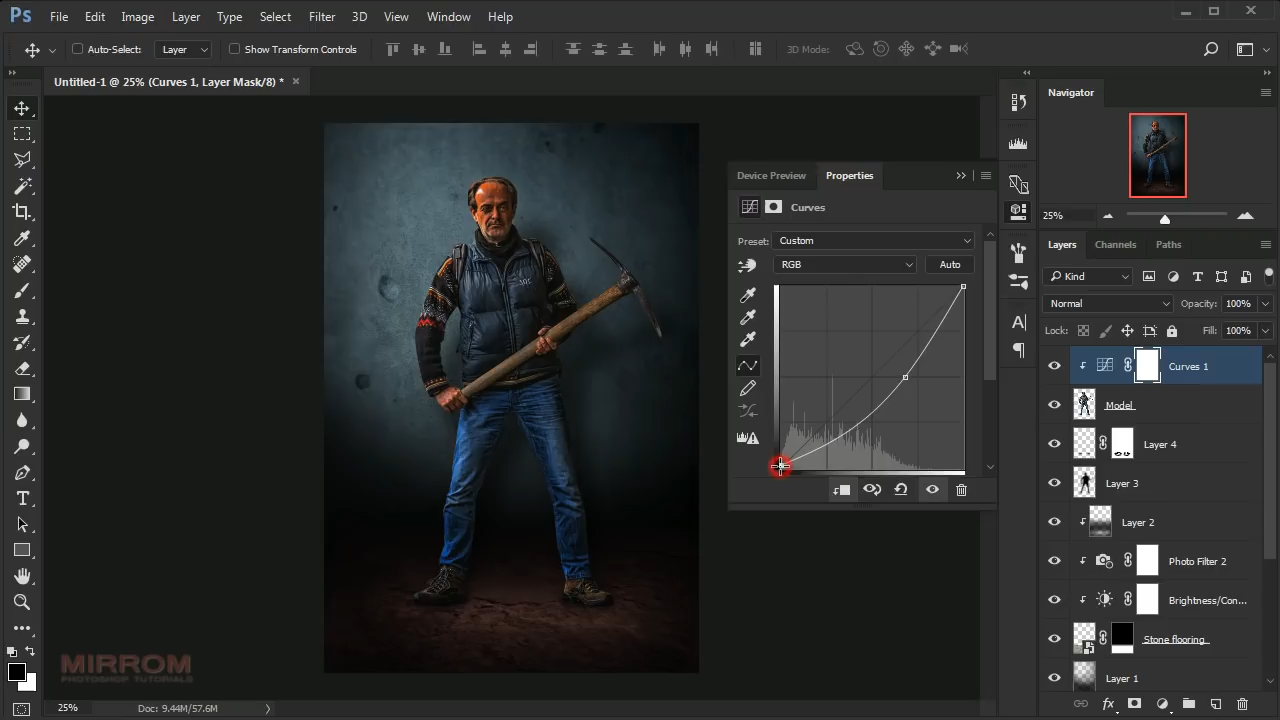 Ps File Edit Image Layer Type Select Filter 3D View Window Help
Auto-Select: Layer Show Transform Controls 3D Mode:
Untitled-1 @ 25% (Curves 1, Layer Mask/8) *
Device Preview Properties
Curves
Preset: Custom
RGB Auto
Navigator
25%
Layers Channels Paths
Kind
Normal Opacity: 100%
Lock: Fill: 100%
Curves 1
Model
Layer 4
Layer 3
Layer 2
Photo Filter 2
Brightness/Con...
Stone flooring
Layer 1
MIRROM
PHOTOSHOP TUTORIALS
25% Doc: 9.44M/57.6M